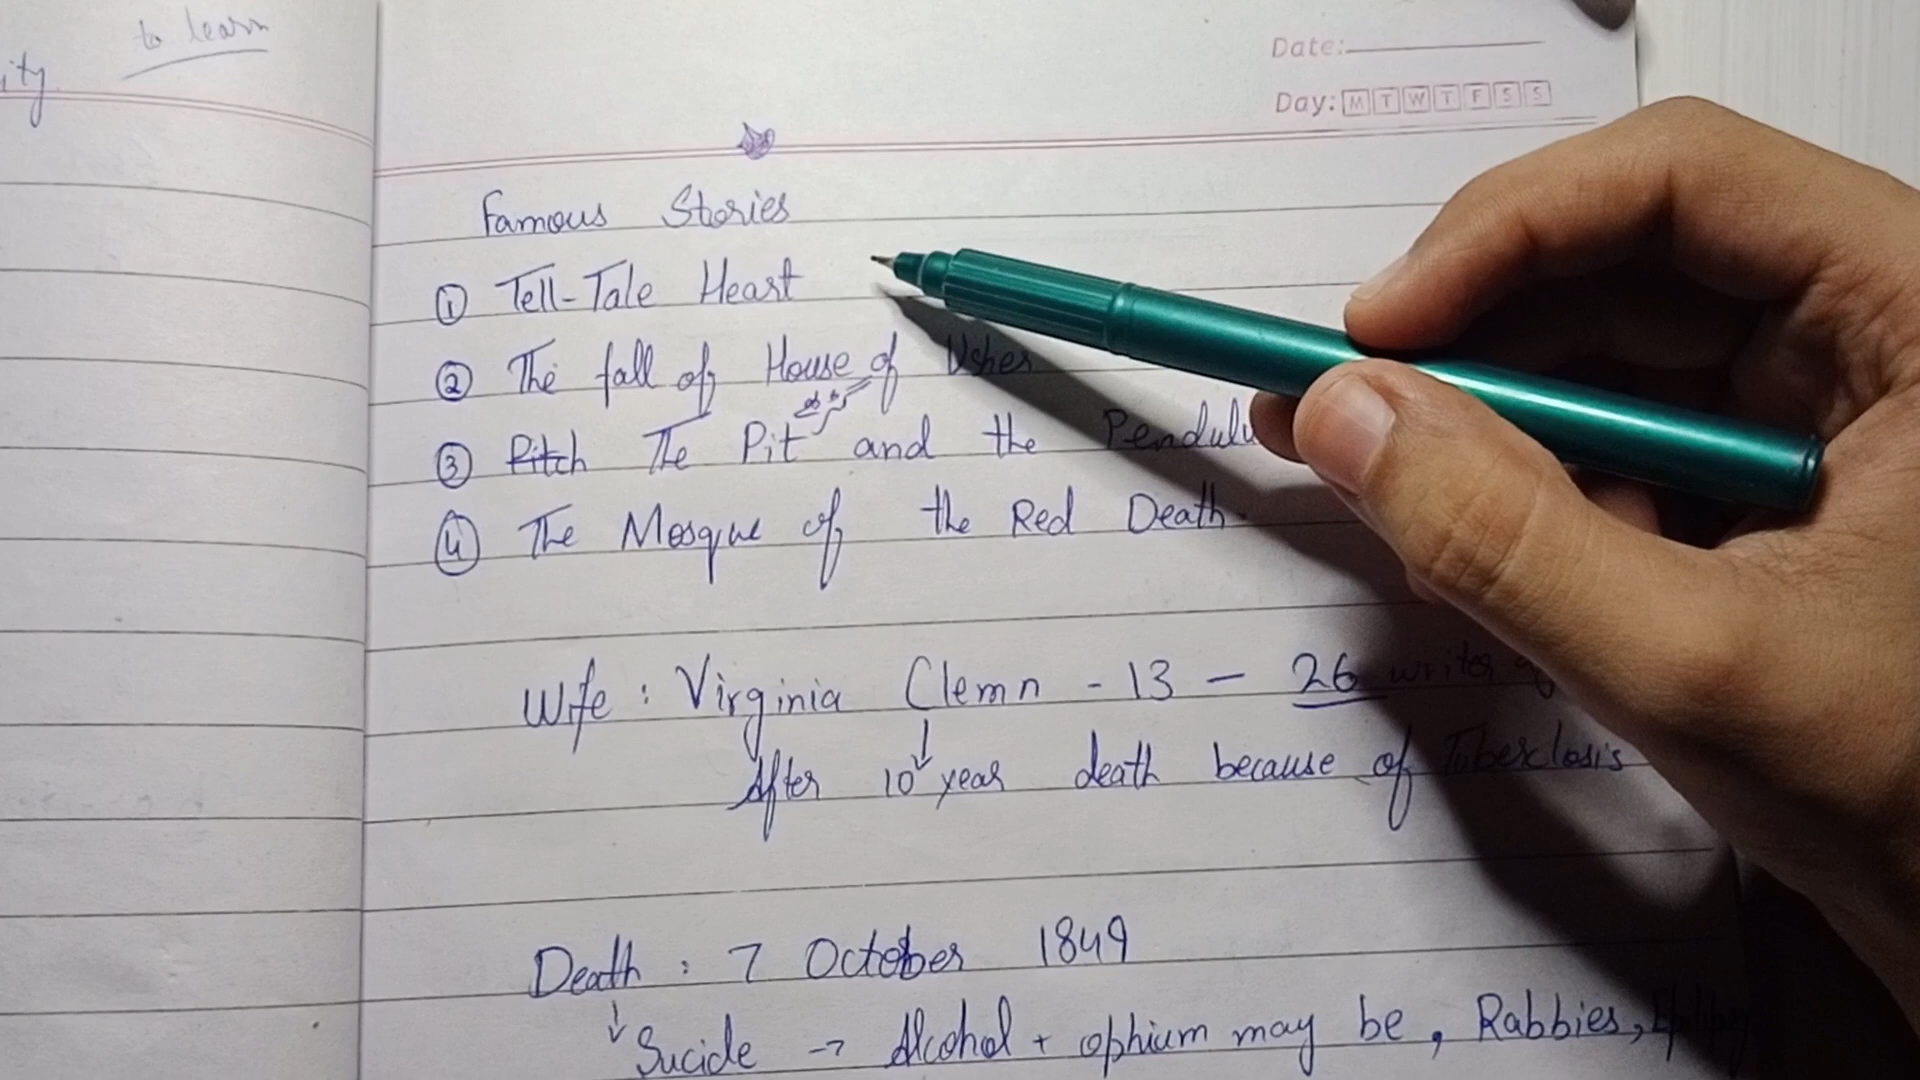 to learn
ity
Date:
Day: M T W T F S S
Famous Stories
① Tell-Tale Heart
② The fall of House of Usher
③ Pitch The Pit and the Pendulu
④ The Mosque of the Red Death.
Wife : Virginia Clemn - 13 - 26 writer
After 10 year death because of Tuberclosis
Death : 7 October 1849
↓ Sucide → Alcohol + ophium may be, Rabbies,